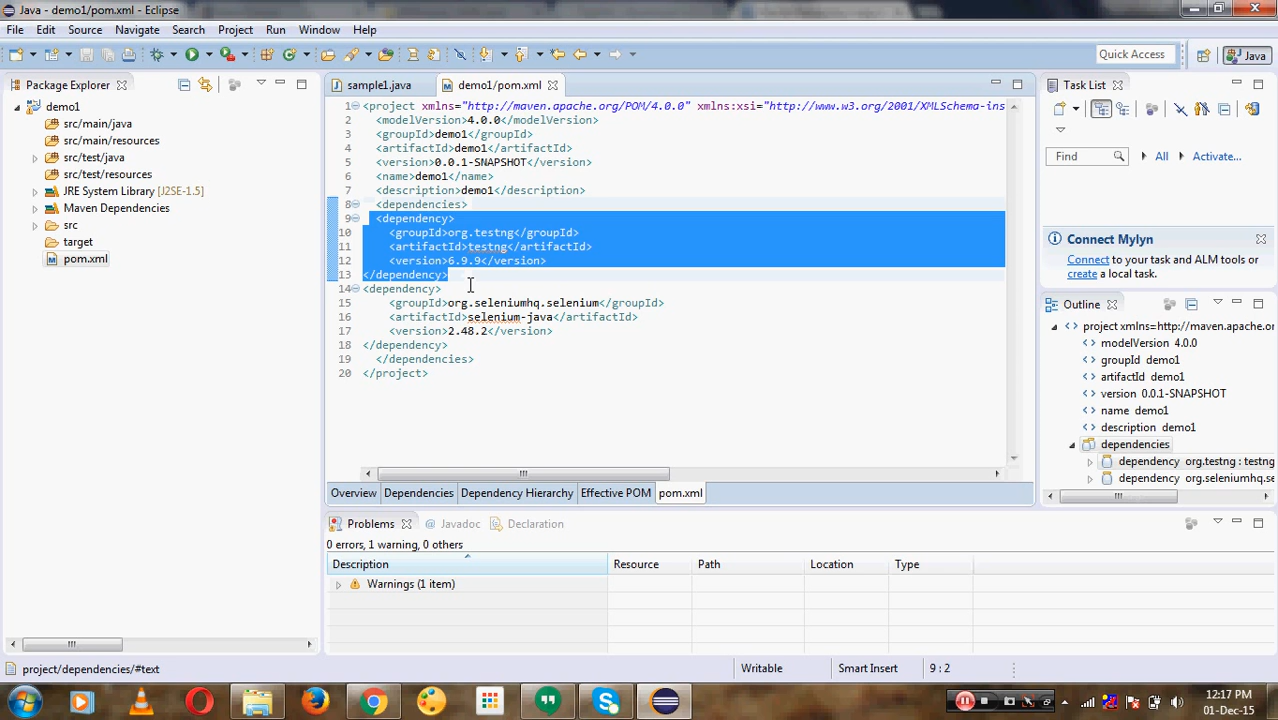 Java - demo1/pom.xml - Eclipse
File Edit Source Navigate Search Project Run Window Help
Quick Access
Java
Package Explorer
demo1
src/main/java
src/main/resources
src/test/java
src/test/resources
JRE System Library [J2SE-1.5]
Maven Dependencies
src
target
pom.xml
sample1.java demo1/pom.xml
1 <project xmlns="http://maven.apache.org/POM/4.0.0" xmlns:xsi="http://www.w3.org/2001/XMLSchema-ins
2 <modelVersion>4.0.0</modelVersion>
3 <groupId>demo1</groupId>
4 <artifactId>demo1</artifactId>
5 <version>0.0.1-SNAPSHOT</version>
6 <name>demo1</name>
7 <description>demo1</description>
8 <dependencies>
9 <dependency>
10 <groupId>org.testng</groupId>
11 <artifactId>testng</artifactId>
12 <version>6.9.9</version>
13 </dependency>
14 <dependency>
15 <groupId>org.seleniumhq.selenium</groupId>
16 <artifactId>selenium-java</artifactId>
17 <version>2.48.2</version>
18 </dependency>
19 </dependencies>
20 </project>
Overview Dependencies Dependency Hierarchy Effective POM pom.xml
Task List
Find All Activate...
Connect Mylyn
Connect to your task and ALM tools or
create a local task.
Outline
project xmlns=http://maven.apache.
modelVersion 4.0.0
groupId demo1
artifactId demo1
version 0.0.1-SNAPSHOT
name demo1
description demo1
dependencies
dependency org.testng : testng
dependency org.seleniumhq.se
Problems @ Javadoc Declaration
0 errors, 1 warning, 0 others
Description Resource Path Location Type
Warnings (1 item)
project/dependencies/#text
Writable Smart Insert 9 : 2
12:17 PM
01-Dec-15